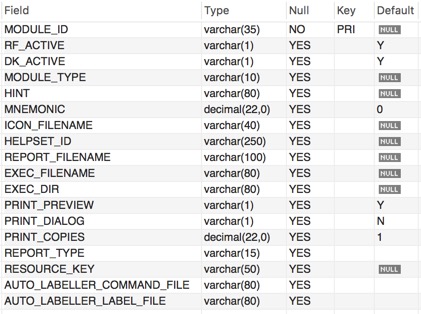 Field Type Null Key Default
MODULE_ID varchar(35) NO PRI NULL
RF_ACTIVE varchar(1) YES Y
DK_ACTIVE varchar(1) YES Y
MODULE_TYPE varchar(10) YES NULL
HINT varchar(80) YES NULL
MNEMONIC decimal(22,0) YES 0
ICON_FILENAME varchar(40) YES NULL
HELPSET_ID varchar(250) YES NULL
REPORT_FILENAME varchar(100) YES NULL
EXEC_FILENAME varchar(80) YES NULL
EXEC_DIR varchar(80) YES NULL
PRINT_PREVIEW varchar(1) YES Y
PRINT_DIALOG varchar(1) YES N
PRINT_COPIES decimal(22,0) YES 1
REPORT_TYPE varchar(15) YES
RESOURCE_KEY varchar(50) YES NULL
AUTO_LABELLER_COMMAND_FILE varchar(80) YES
AUTO_LABELLER_LABEL_FILE varchar(80) YES